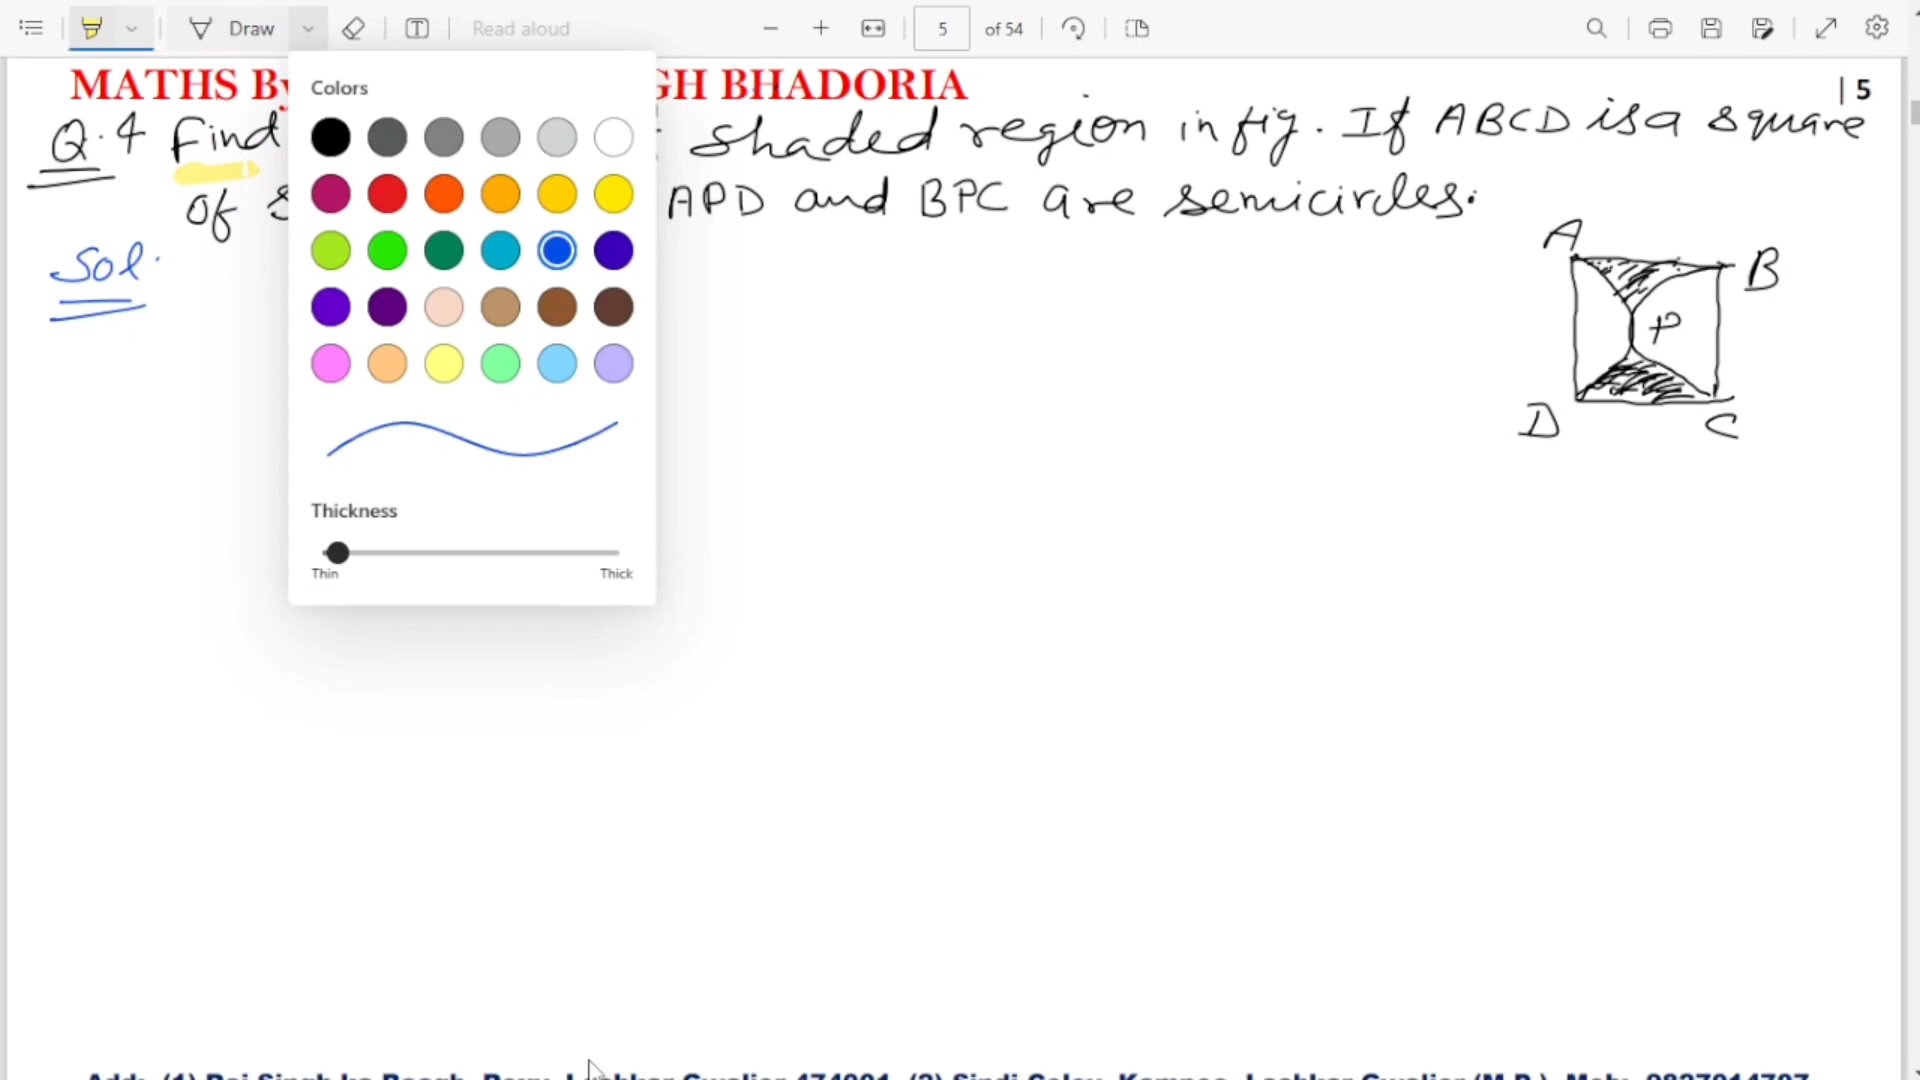 Draw
Read aloud
5 of 54
MATHS By GH BHADORIA
| 5
Colors
Q.4 Find shaded region in fig. If ABCD is a square
of APD and BPC are semicircles.
Sol.
A
B
P
D
C
Thickness
Thin
Thick